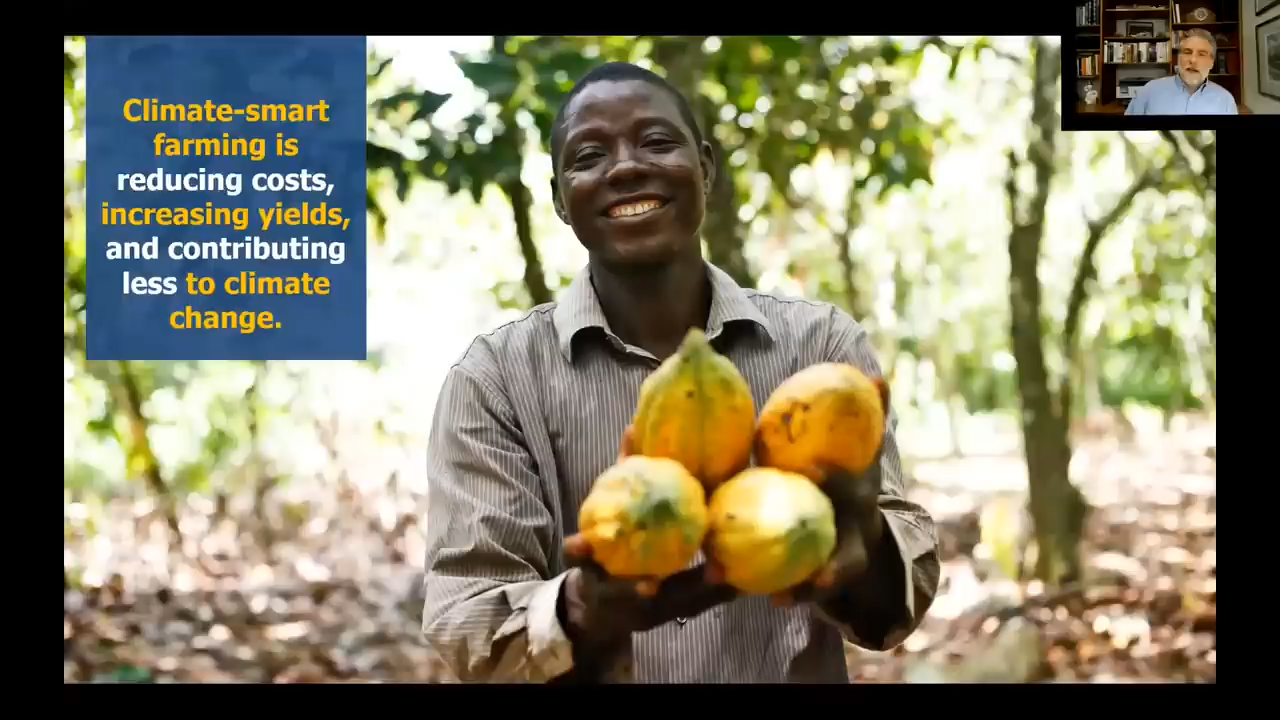 Climate-smart
farming is
reducing costs,
increasing yields,
and contributing
less to climate
change.